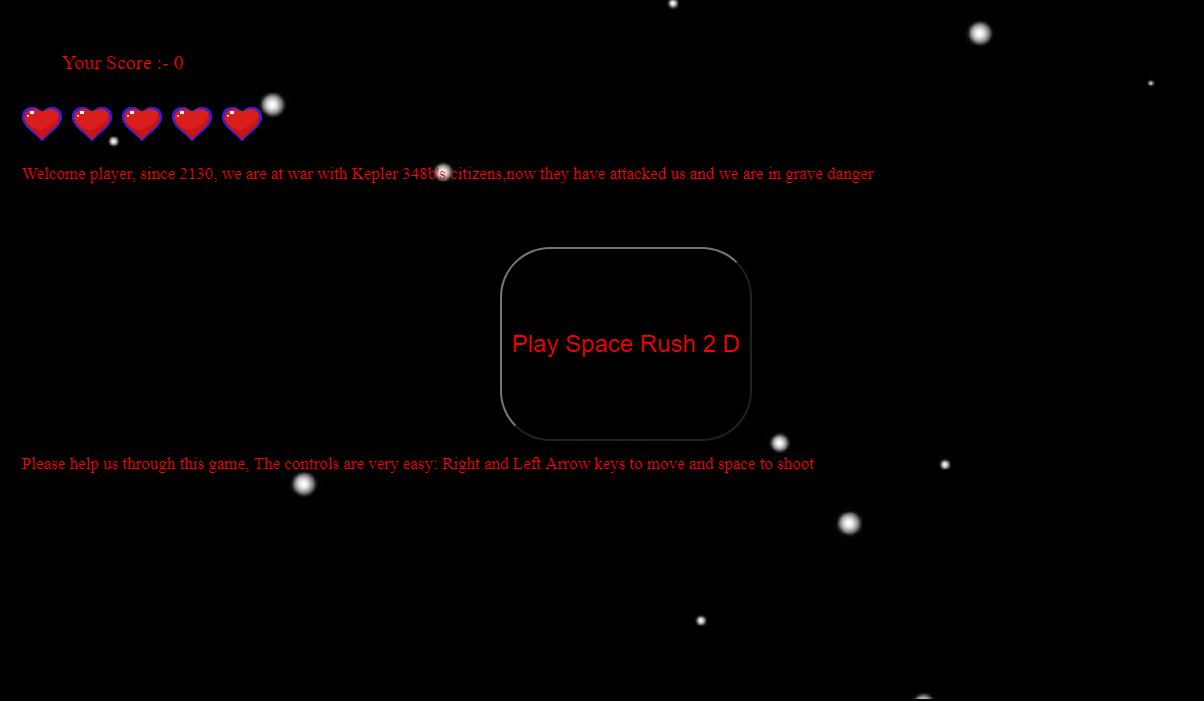 Your Score :- 0
Welcome player, since 2130, we are at war with Kepler 348b's citizens,now they have attacked us and we are in grave danger
Play Space Rush 2 D
Please help us through this game, The controls are very easy: Right and Left Arrow keys to move and space to shoot